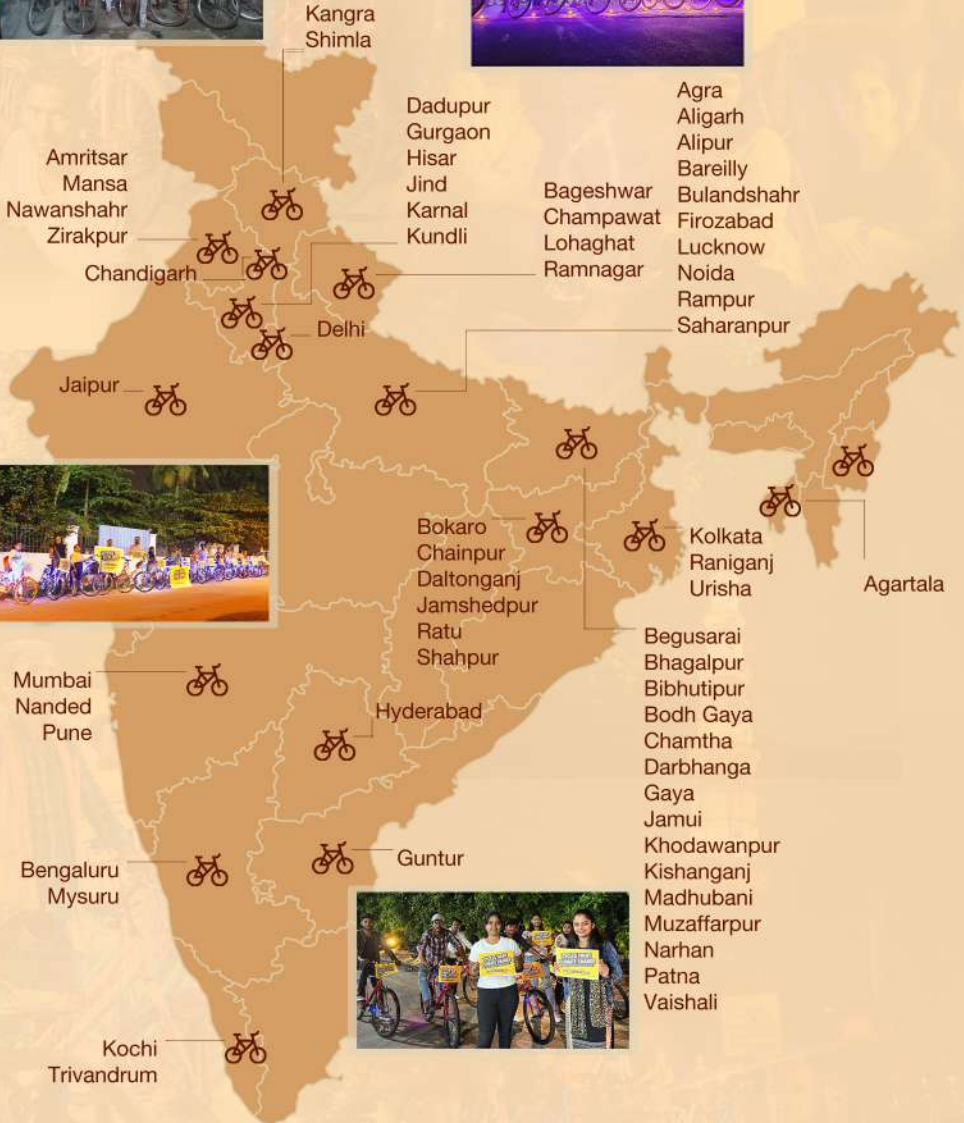 Kangra
Shimla
Dadupur
Gurgaon
Hisar
Jind
Karnal
Kundli
Agra
Aligarh
Alipur
Bareilly
Bulandshahr
Firozabad
Lucknow
Noida
Rampur
Saharanpur
Amritsar
Mansa
Nawanshahr
Zirakpur
Bageshwar
Champawat
Lohaghat
Ramnagar
Chandigarh
Delhi
Jaipur
Bokaro
Chainpur
Daltonganj
Jamshedpur
Ratu
Shahpur
Kolkata
Raniganj
Urisha
Agartala
Begusarai
Bhagalpur
Bibhutipur
Bodh Gaya
Chamtha
Darbhanga
Gaya
Jamui
Khodawanpur
Kishanganj
Madhubani
Muzaffarpur
Narhan
Patna
Vaishali
Mumbai
Nanded
Pune
Hyderabad
Bengaluru
Mysuru
Guntur
Kochi
Trivandrum